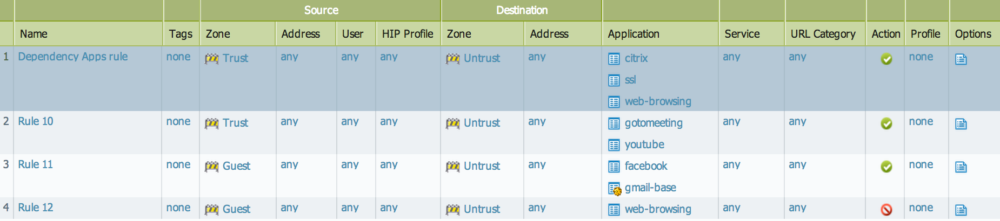 Source Destination
Name Tags Zone Address User HIP Profile Zone Address Application Service URL Category Action Profile Options
1 Dependency Apps rule none Trust any any any Untrust any citrix any any none
ssl
web-browsing
2 Rule 10 none Trust any any any Untrust any gotomeeting any any none
youtube
3 Rule 11 none Guest any any any Untrust any facebook any any none
gmail-base
4 Rule 12 none Guest any any any Untrust any web-browsing any any none